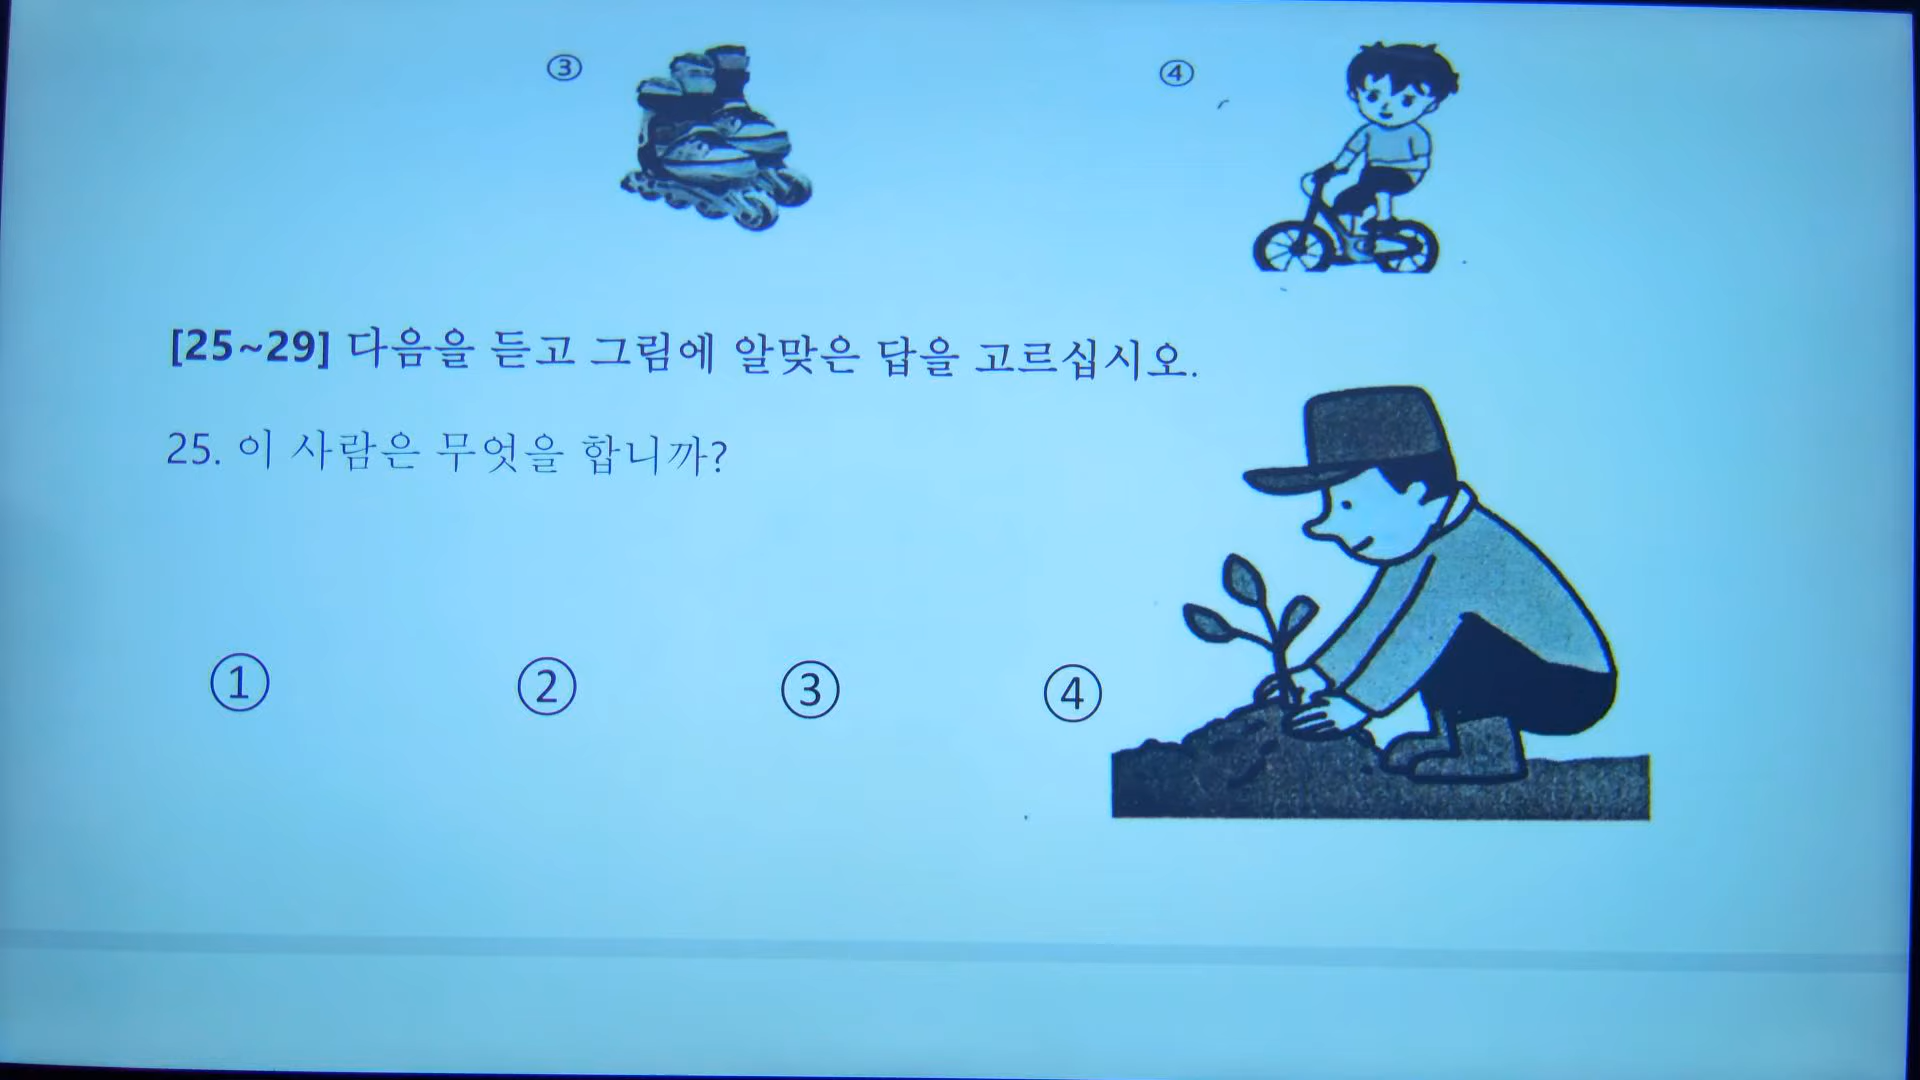 ③ ④
[25~29] 다음을 듣고 그림에 알맞은 답을 고르십시오.
25. 이 사람은 무엇을 합니까?
① ② ③ ④